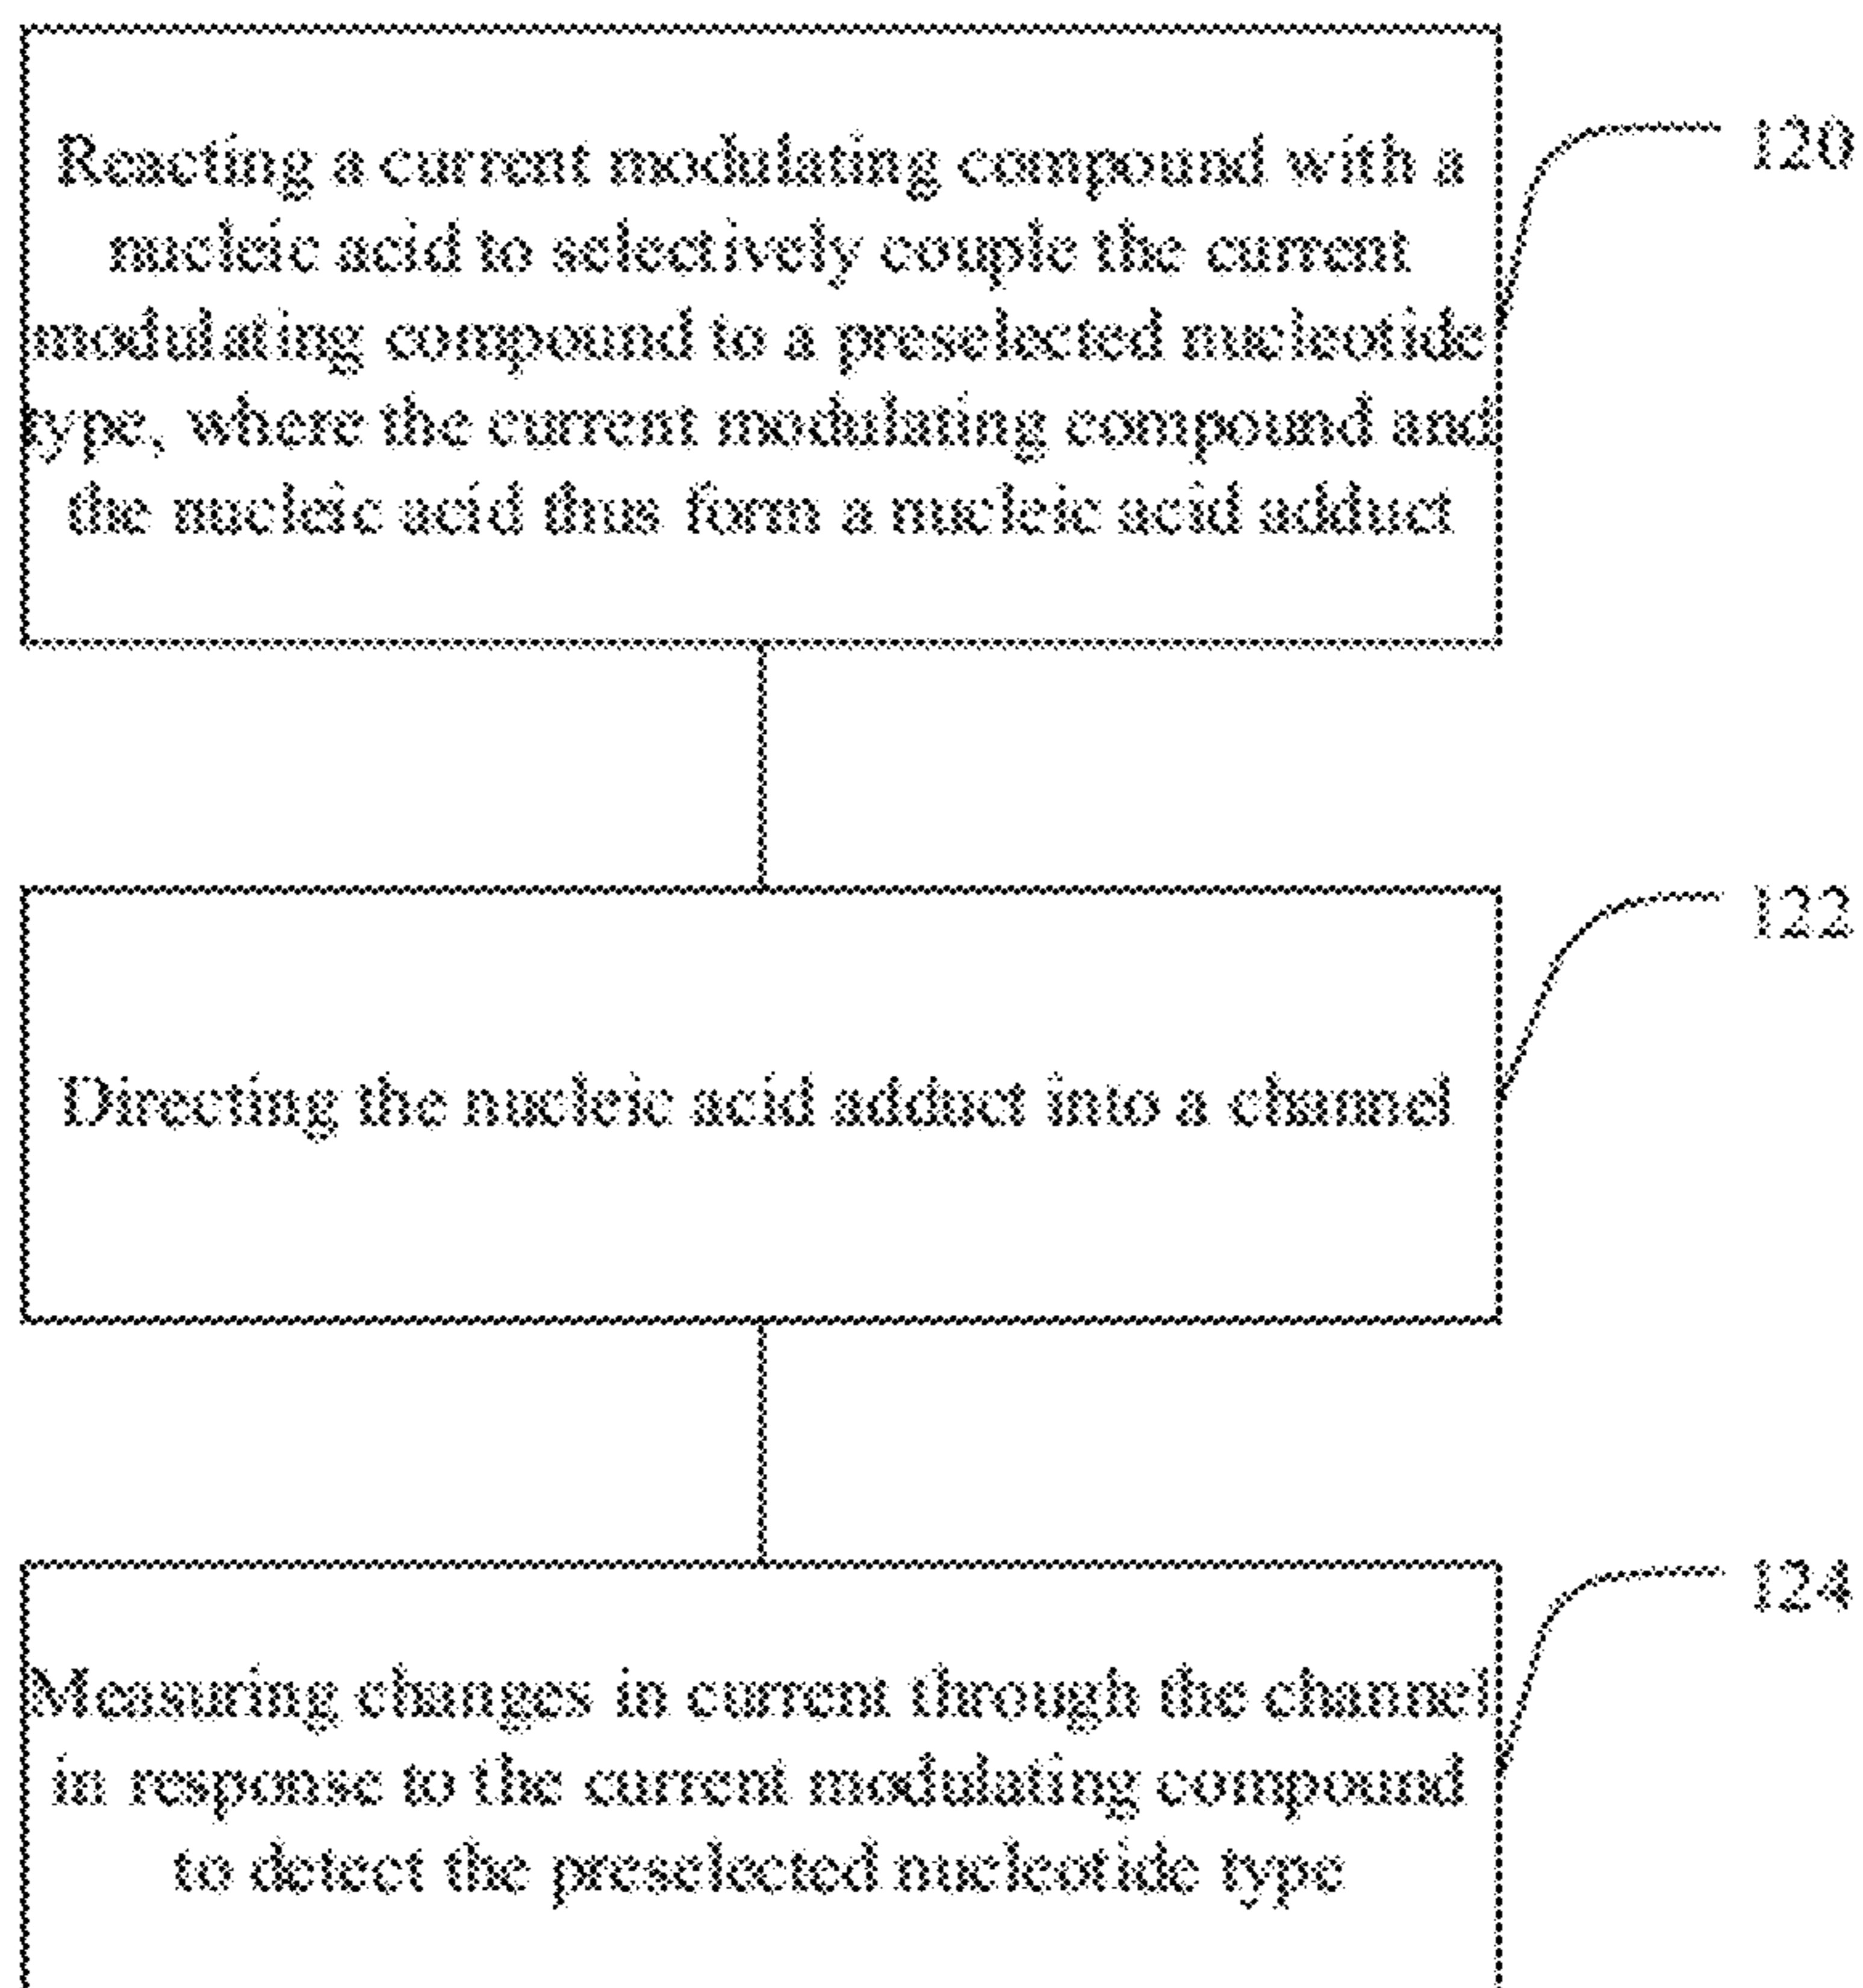 Reacting a current modulating compound with a
nucleic acid to selectively couple the current
modulating compound to a preselected nucleotide
type, where the current modulating compound and
the nucleic acid thus form a nucleic acid adduct
120
Directing the nucleic acid adduct into a channel
122
Measuring changes in current through the channel
in response to the current modulating compound
to detect the preselected nucleotide type
124